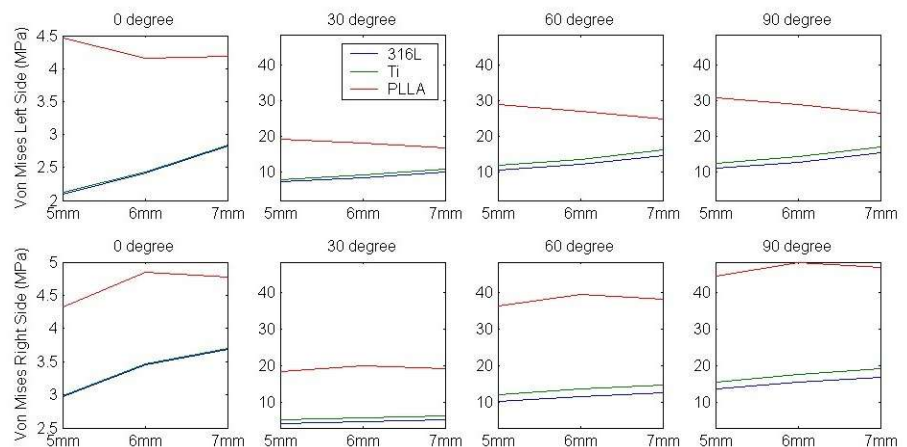 0 degree
30 degree
60 degree
90 degree
Von Mises Left Side (MPa)
4.5
4
3.5
3
2.5
2
5mm
6mm
7mm
40
30
20
10
5mm
6mm
7mm
316L
Ti
PLLA
40
30
20
10
5mm
6mm
7mm
40
30
20
10
5mm
6mm
7mm
0 degree
30 degree
60 degree
90 degree
Von Mises Right Side (MPa)
5
4.5
4
3.5
3
2.5
5mm
6mm
7mm
40
30
20
10
5mm
6mm
7mm
40
30
20
10
5mm
6mm
7mm
40
30
20
10
5mm
6mm
7mm